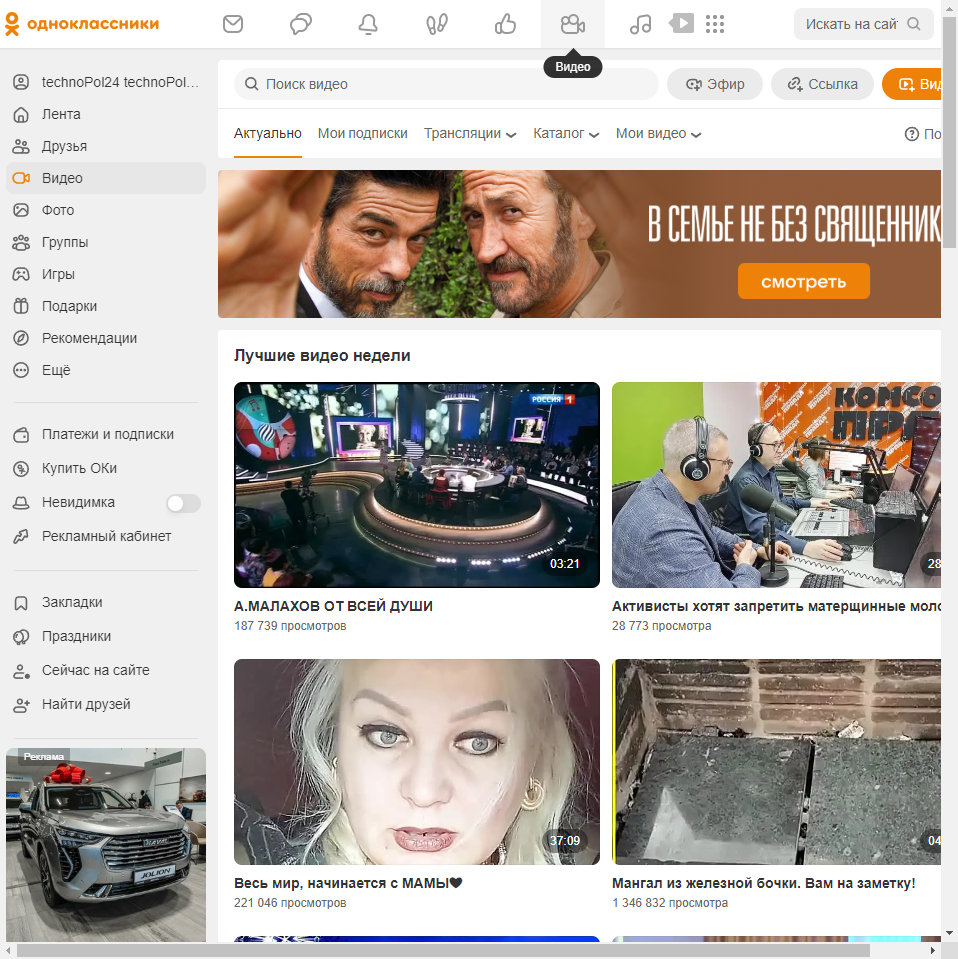 одноклассники
Искать на сай
Видео
technoPol24 technoPol…
Лента
Друзья
Видео
Фото
Группы
Игры
Подарки
Рекомендации
Ещё
Платежи и подписки
Купить ОКи
Невидимка
Рекламный кабинет
Закладки
Праздники
Сейчас на сайте
Найти друзей
Реклама
HAVAL
JOLION
Поиск видео
Эфир
Ссылка
Вид
Актуально
Мои подписки
Трансляции
Каталог
Мои видео
По
В СЕМЬЕ НЕ БЕЗ СВЯЩЕННИК
смотреть
Лучшие видео недели
РОССИЯ 1
03:21
А.МАЛАХОВ ОТ ВСЕЙ ДУШИ
187 739 просмотров
КОМСО
ПР
28
Активисты хотят запретить матерщинные моло
28 773 просмотра
37:09
Весь мир, начинается с МАМЫ🖤
221 046 просмотров
04
Мангал из железной бочки. Вам на заметку!
1 346 832 просмотра